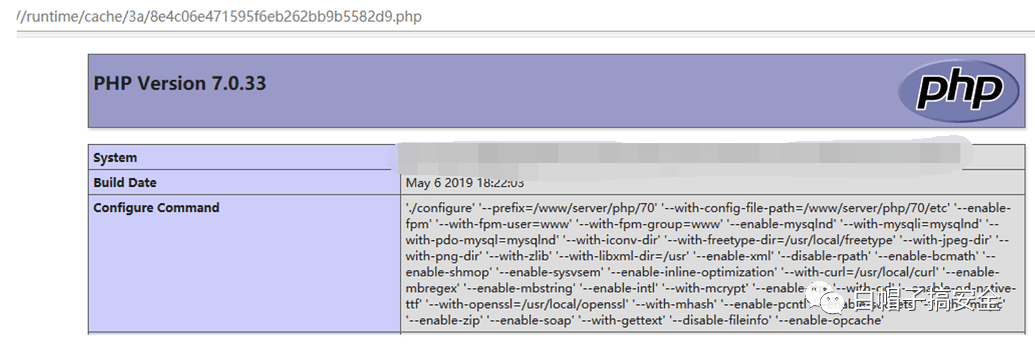 //runtime/cache/3a/8e4c06e471595f6eb262bb9b5582d9.php
PHP Version 7.0.33
php
System
Build Date
May 6 2019 18:22:03
Configure Command
'./configure' '--prefix=/www/server/php/70' '--with-config-file-path=/www/server/php/70/etc' '--enable-
fpm' '--with-fpm-user=www' '--with-fpm-group=www' '--enable-mysqlnd' '--with-mysqli=mysqlnd' '--
with-pdo-mysql=mysqlnd' '--with-iconv-dir' '--with-freetype-dir=/usr/local/freetype' '--with-jpeg-dir' '--
with-png-dir' '--with-zlib' '--with-libxml-dir=/usr' '--enable-xml' '--disable-rpath' '--enable-bcmath' '--
enable-shmop' '--enable-sysvsem' '--enable-inline-optimization' '--with-curl=/usr/local/curl' '--enable-
mbregex' '--enable-mbstring' '--enable-intl' '--with-mcrypt' '--enable-
ttf' '--with-openssl=/usr/local/openssl' '--with-mhash' '--enable-pcntl'
'--enable-zip' '--enable-soap' '--with-gettext' '--disable-fileinfo' '--enable-opcache'
白帽子搞安全